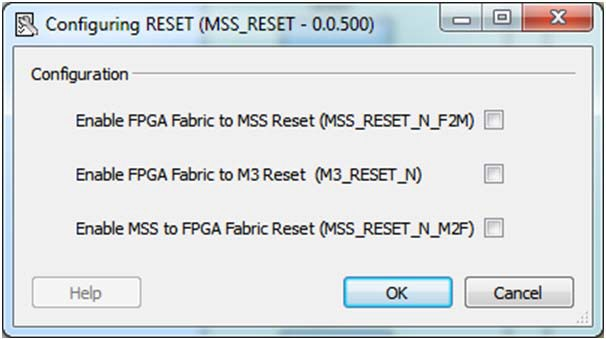 Configuring RESET (MSS_RESET - 0.0.500)
Configuration
Enable FPGA Fabric to MSS Reset (MSS_RESET_N_F2M)
Enable FPGA Fabric to M3 Reset (M3_RESET_N)
Enable MSS to FPGA Fabric Reset (MSS_RESET_N_M2F)
Help OK Cancel